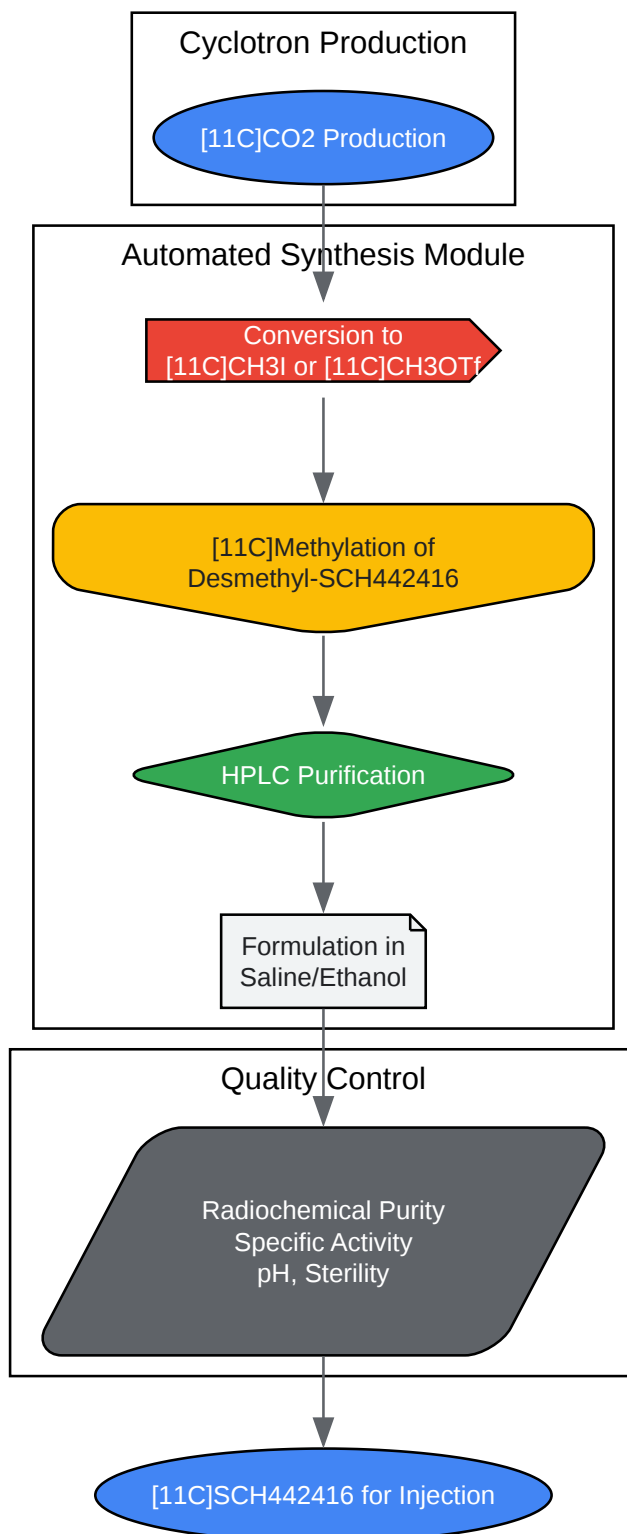 Cyclotron Production
[11C]CO2 Production
Automated Synthesis Module
Conversion to
[11C]CH3I or [11C]CH3OTf
[11C]Methylation of
Desmethyl-SCH442416
HPLC Purification
Formulation in
Saline/Ethanol
Quality Control
Radiochemical Purity
Specific Activity
pH, Sterility
[11C]SCH442416 for Injection